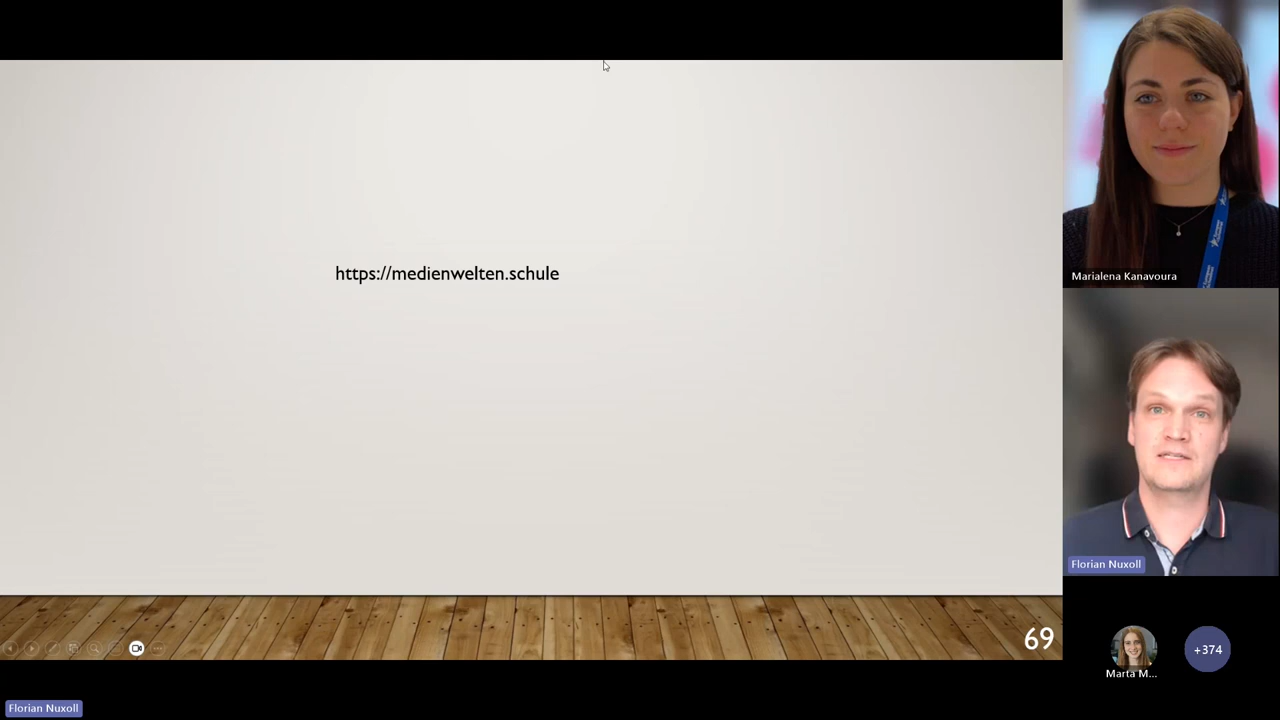 https://medienwelten.schule
69
Marialena Kanavoura
Florian Nuxoll
Marta M...
+374
Florian Nuxoll